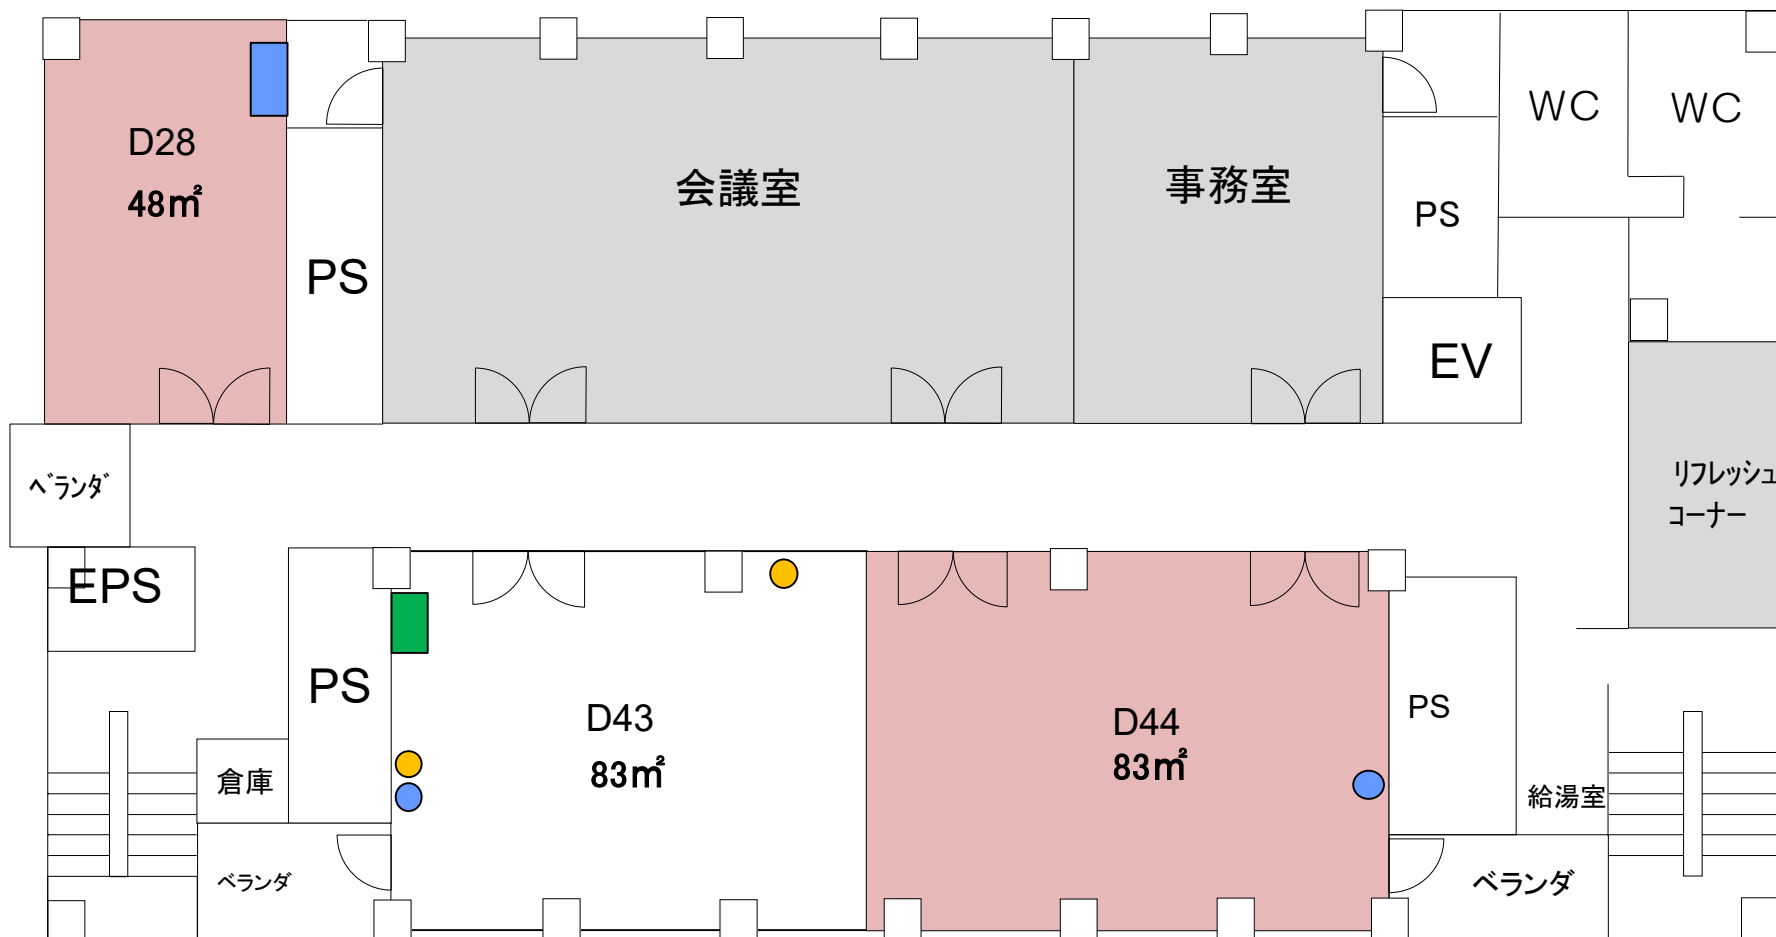 D28
48㎡
PS
会議室
事務室
PS
WC
WC
EV
リフレッシュ
コーナー
ベランダ
EPS
PS
倉庫
ベランダ
D43
83㎡
D44
83㎡
PS
給湯室
ベランダ